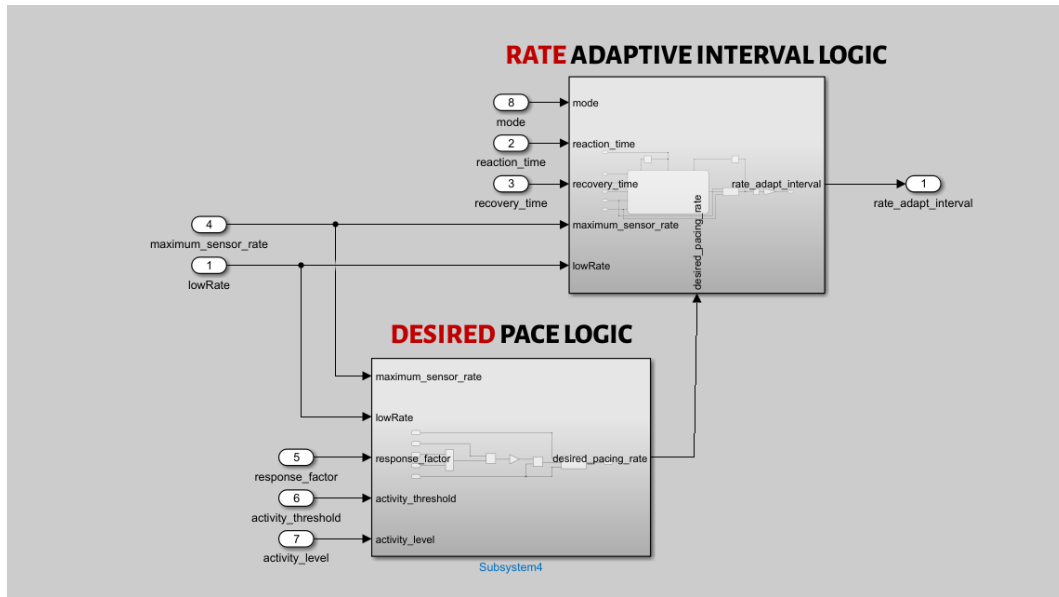 RATE ADAPTIVE INTERVAL LOGIC
8
mode
mode
2
reaction_time
reaction_time
3
recovery_time
recovery_time
rate_adapt_interval
1
rate_adapt_interval
4
maximum_sensor_rate
maximum_sensor_rate
desired_pacing_rate
1
lowRate
lowRate
DESIRED PACE LOGIC
maximum_sensor_rate
lowRate
5
response_factor
response_factor
desired_pacing_rate
6
activity_threshold
activity_threshold
7
activity_level
activity_level
Subsystem4